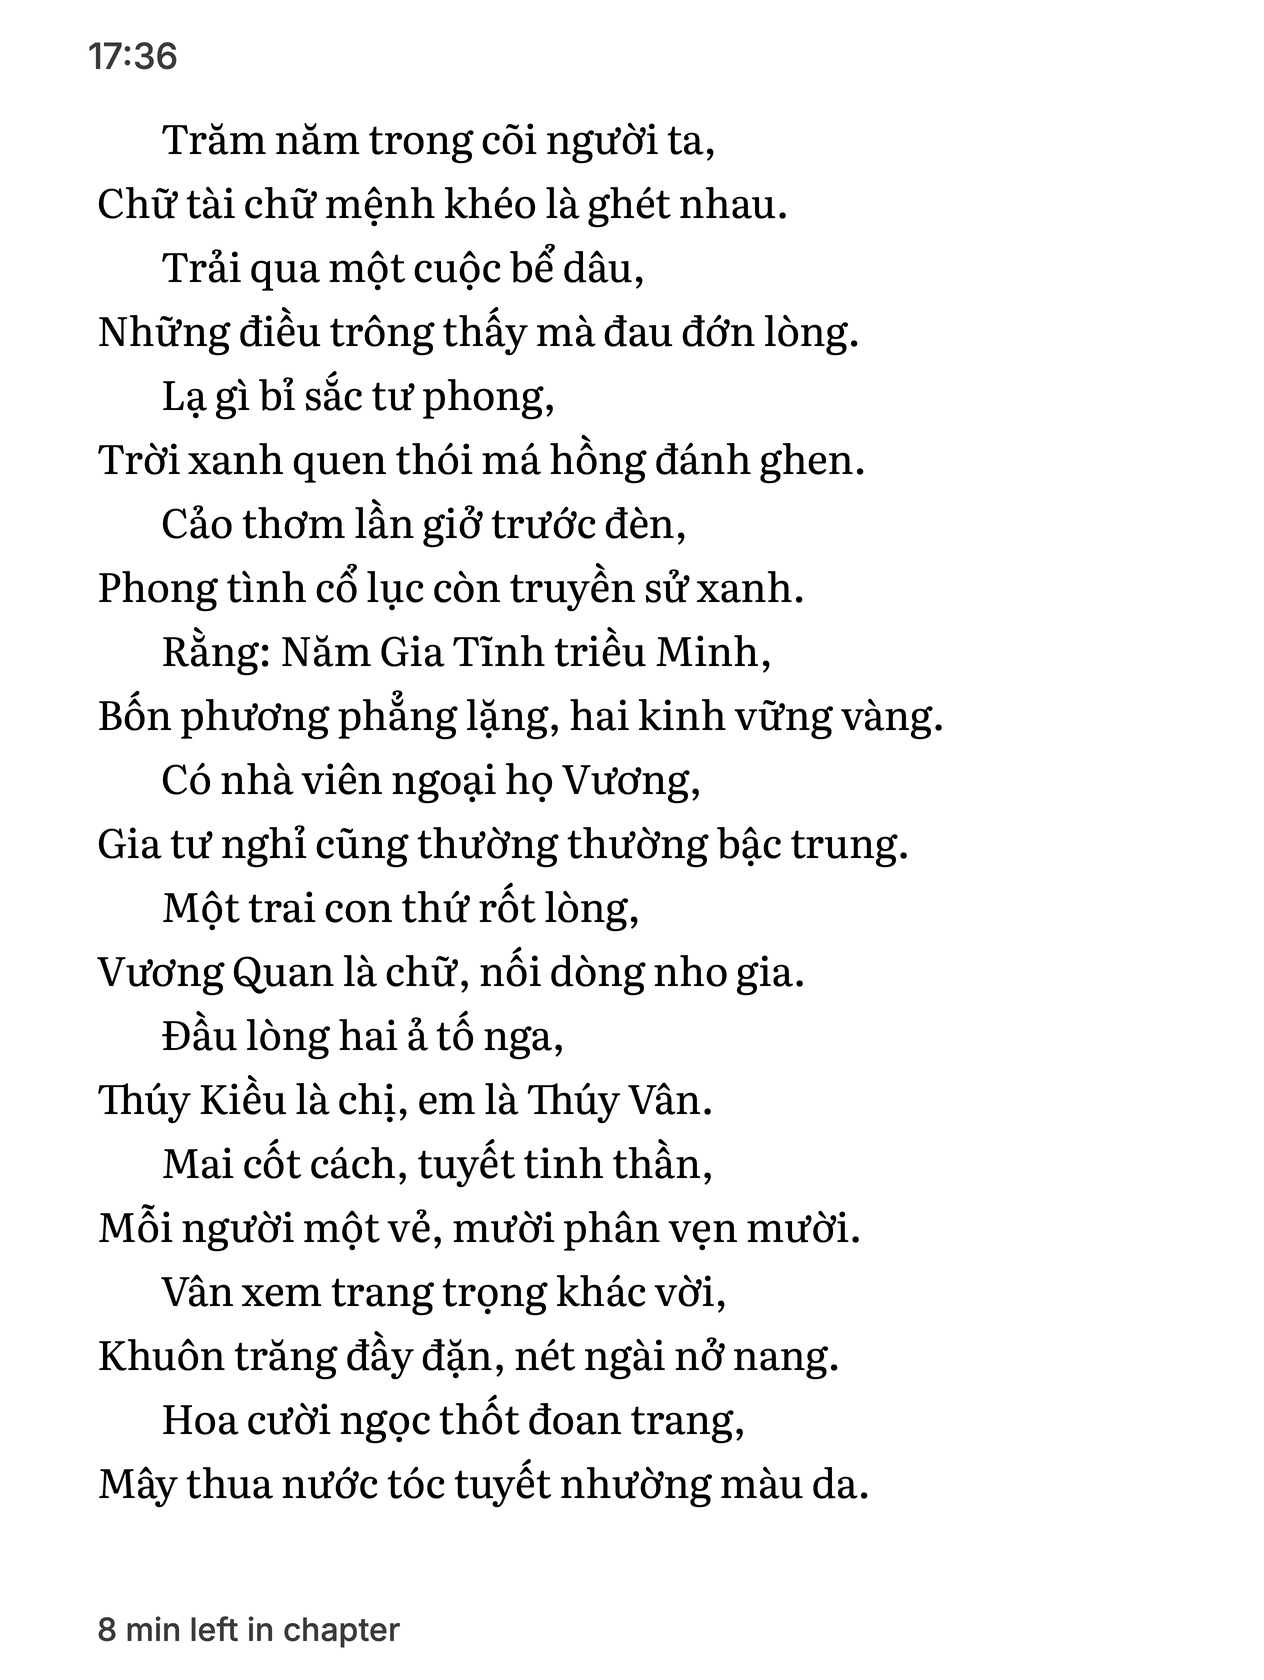 17:36
Trăm năm trong cõi người ta,
Chữ tài chữ mệnh khéo là ghét nhau.
Trải qua một cuộc bể dâu,
Những điều trông thấy mà đau đớn lòng.
Lạ gì bỉ sắc tư phong,
Trời xanh quen thói má hồng đánh ghen.
Cảo thơm lần giở trước đèn,
Phong tình cổ lục còn truyền sử xanh.
Rằng: Năm Gia Tĩnh triều Minh,
Bốn phương phẳng lặng, hai kinh vững vàng.
Có nhà viên ngoại họ Vương,
Gia tư nghỉ cũng thường thường bậc trung.
Một trai con thứ rốt lòng,
Vương Quan là chữ, nối dòng nho gia.
Đầu lòng hai ả tố nga,
Thúy Kiều là chị, em là Thúy Vân.
Mai cốt cách, tuyết tinh thần,
Mỗi người một vẻ, mười phân vẹn mười.
Vân xem trang trọng khác vời,
Khuôn trăng đầy đặn, nét ngài nở nang.
Hoa cười ngọc thốt đoan trang,
Mây thua nước tóc tuyết nhường màu da.
8 min left in chapter